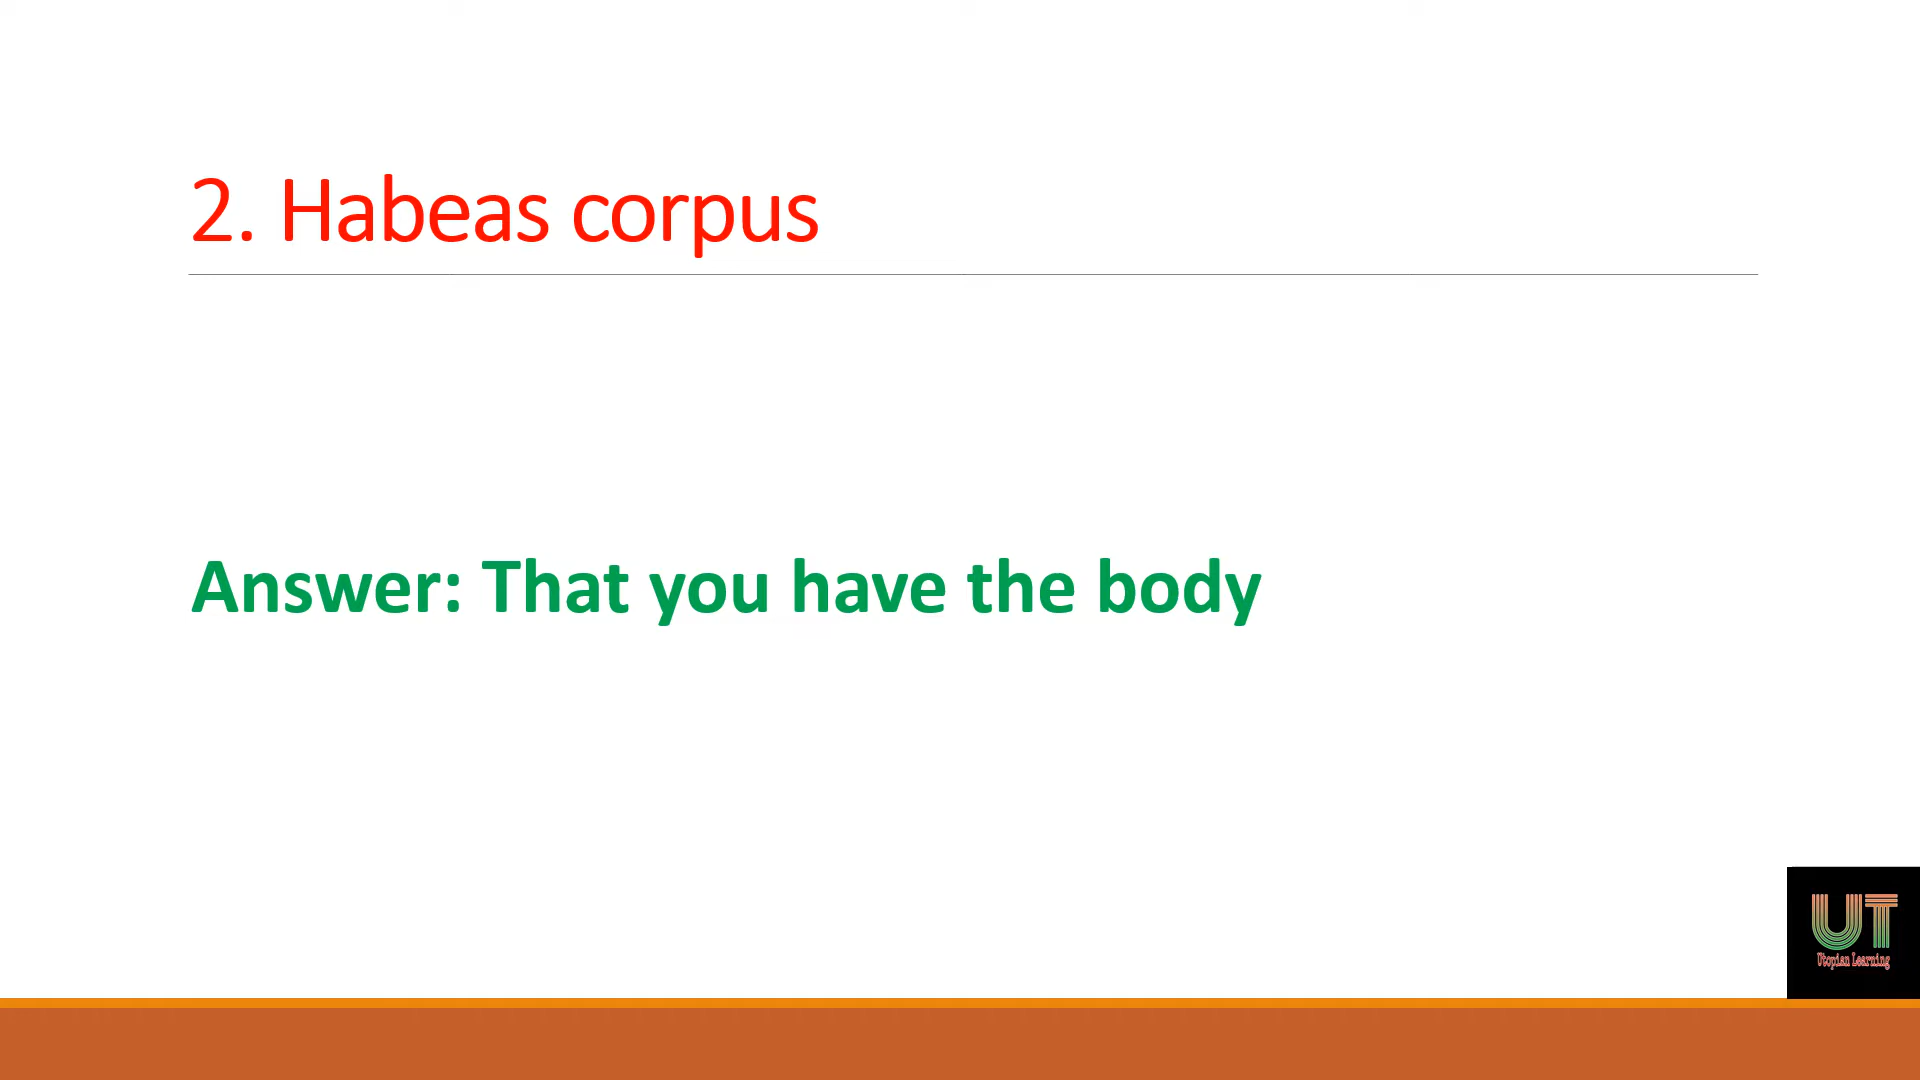 2. Habeas corpus
Answer: That you have the body
UT
Utopian Learning